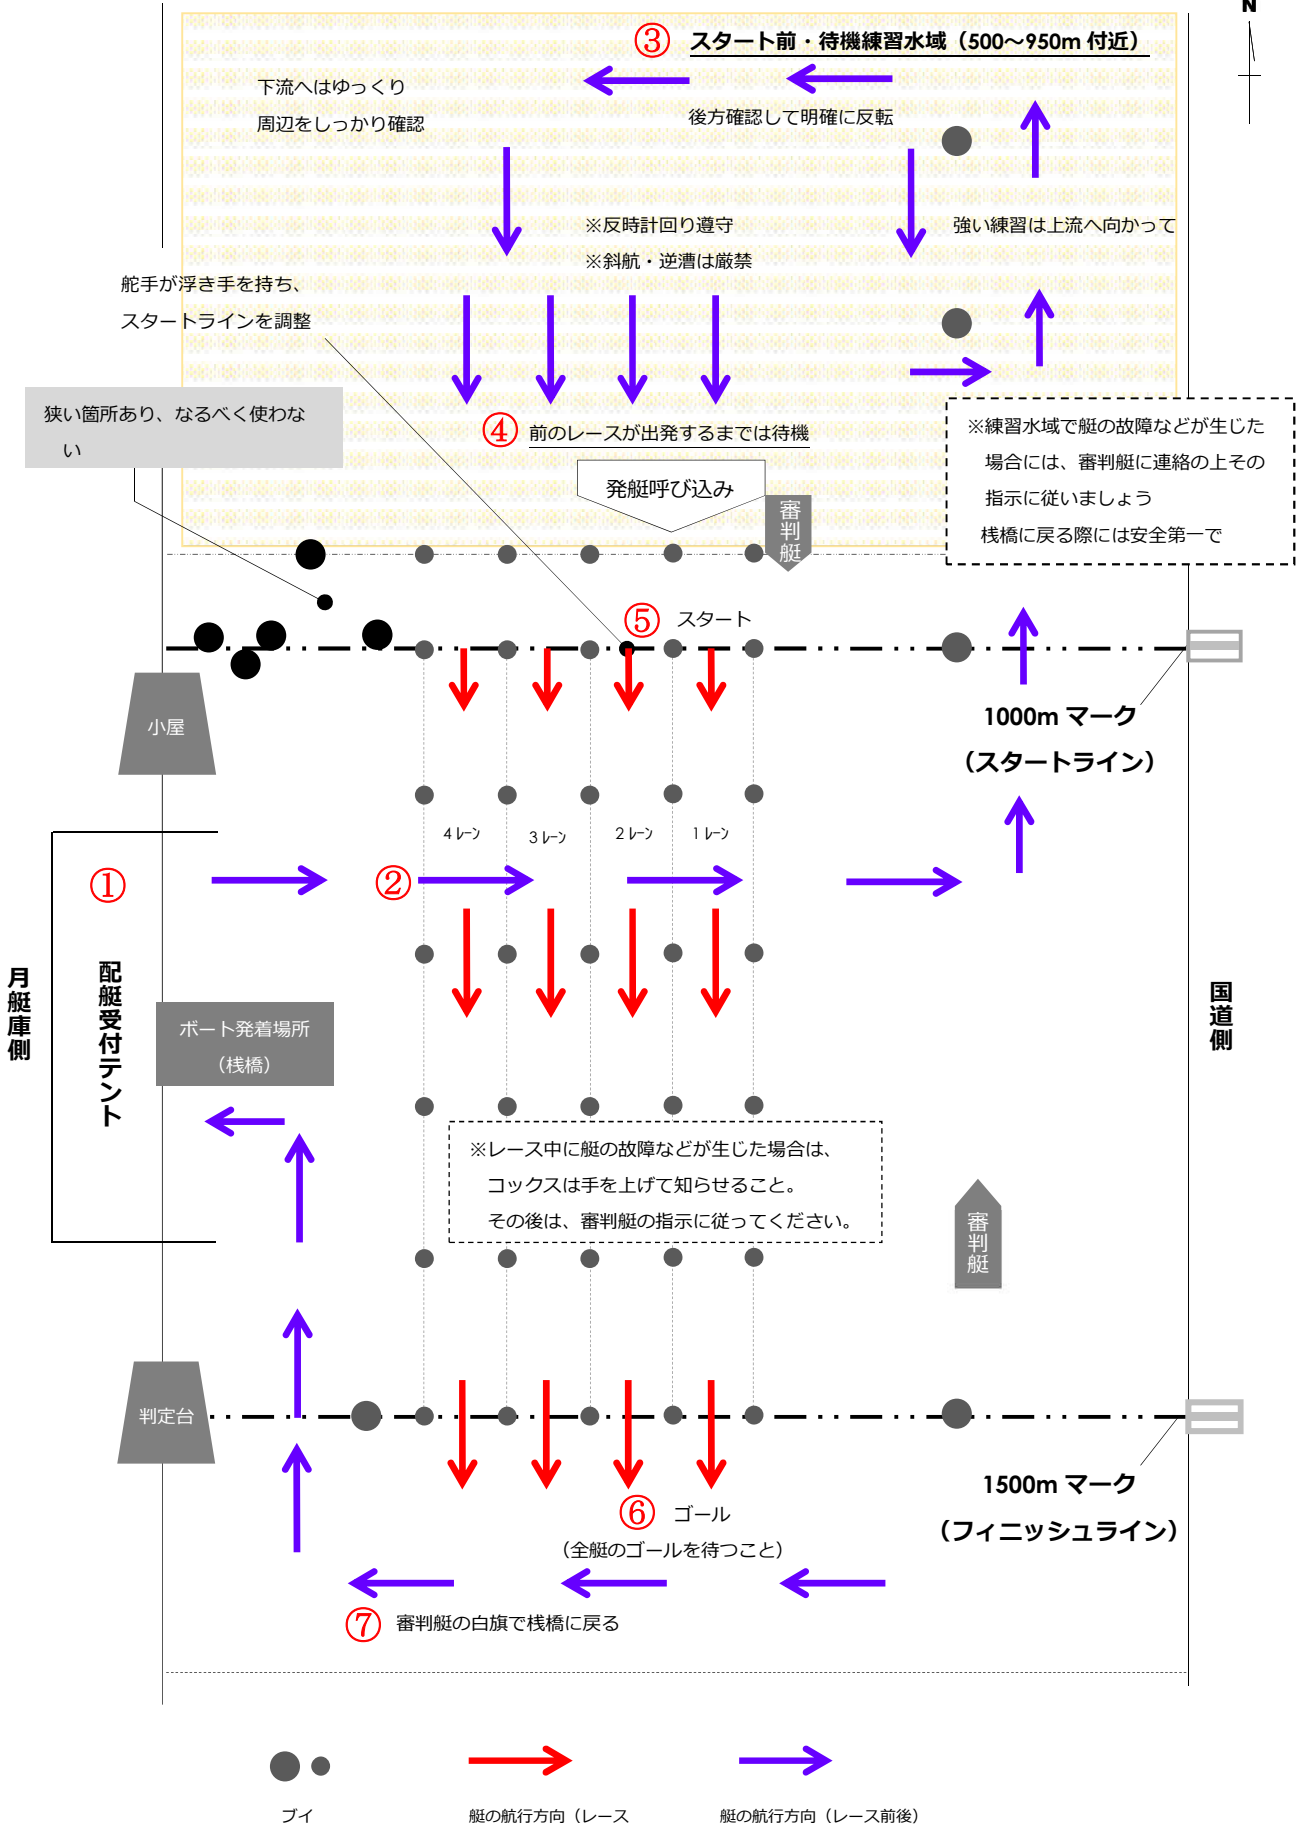 N
③ スタート前・待機練習水域（500～950m 付近）
下流へはゆっくり
周辺をしっかり確認
後方確認して明確に反転
※反時計回り遵守
※斜航・逆漕は厳禁
強い練習は上流へ向かって
舵手が浮き手を持ち、
スタートラインを調整
狭い箇所あり、なるべく使わな
い
④ 前のレースが出発するまでは待機
発艇呼び込み
審判艇
※練習水域で艇の故障などが生じた
場合には、審判艇に連絡の上その
指示に従いましょう
桟橋に戻る際には安全第一で
⑤ スタート
小屋
1000m マーク
（スタートライン）
4 ﾚｰﾝ
3 ﾚｰﾝ
2 ﾚｰﾝ
1 ﾚｰﾝ
①
②
月艇庫側
配艇受付テント
ボート発着場所
（桟橋）
国道側
※レース中に艇の故障などが生じた場合は、
コックスは手を上げて知らせること。
その後は、審判艇の指示に従ってください。
審判艇
判定台
1500m マーク
（フィニッシュライン）
⑥ ゴール
（全艇のゴールを待つこと）
⑦ 審判艇の白旗で桟橋に戻る
ブイ
艇の航行方向（レース
艇の航行方向（レース前後）